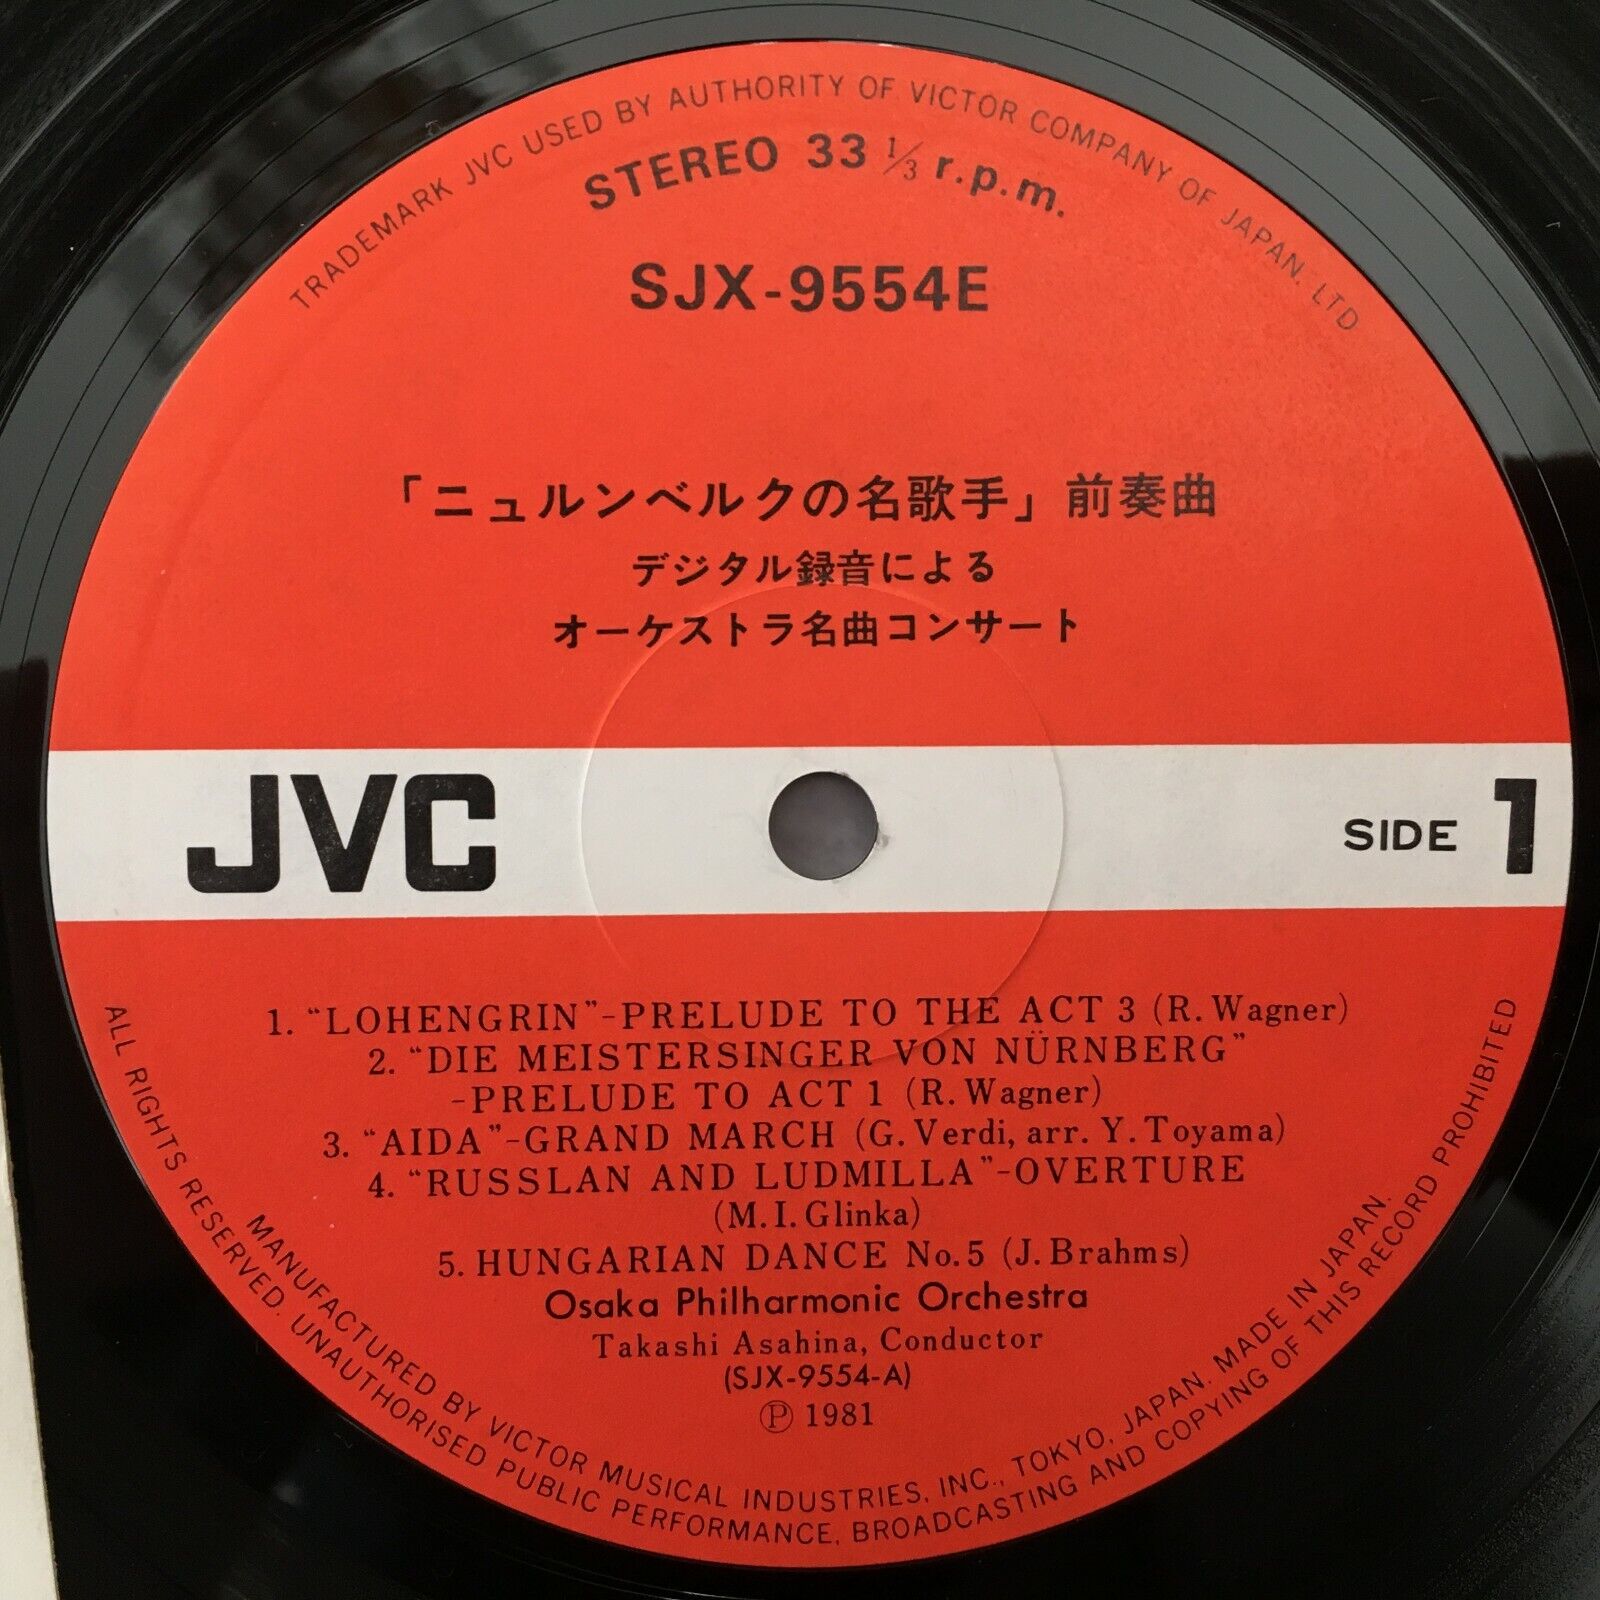 TRADEMARK JVC USED BY AUTHORITY OF VICTOR COMPANY OF JAPAN, LTD
STEREO 33 1/3 r.p.m.
SJX-9554E
「ニュルンベルクの名歌手」前奏曲
デジタル録音による
オーケストラ名曲コンサート
JVC
SIDE 1
1. "LOHENGRIN"-PRELUDE TO THE ACT 3 (R. Wagner)
2. "DIE MEISTERSINGER VON NÜRNBERG"
-PRELUDE TO ACT 1 (R. Wagner)
3. "AIDA"-GRAND MARCH (G. Verdi, arr. Y. Toyama)
4. "RUSSLAN AND LUDMILLA"-OVERTURE
(M. I. Glinka)
5. HUNGARIAN DANCE No. 5 (J. Brahms)
Osaka Philharmonic Orchestra
Takashi Asahina, Conductor
(SJX-9554-A)
Ⓟ 1981
MANUFACTURED BY VICTOR MUSICAL INDUSTRIES, INC., TOKYO, JAPAN. MADE IN JAPAN.
ALL RIGHTS RESERVED. UNAUTHORISED PUBLIC PERFORMANCE, BROADCASTING AND COPYING OF THIS RECORD PROHIBITED